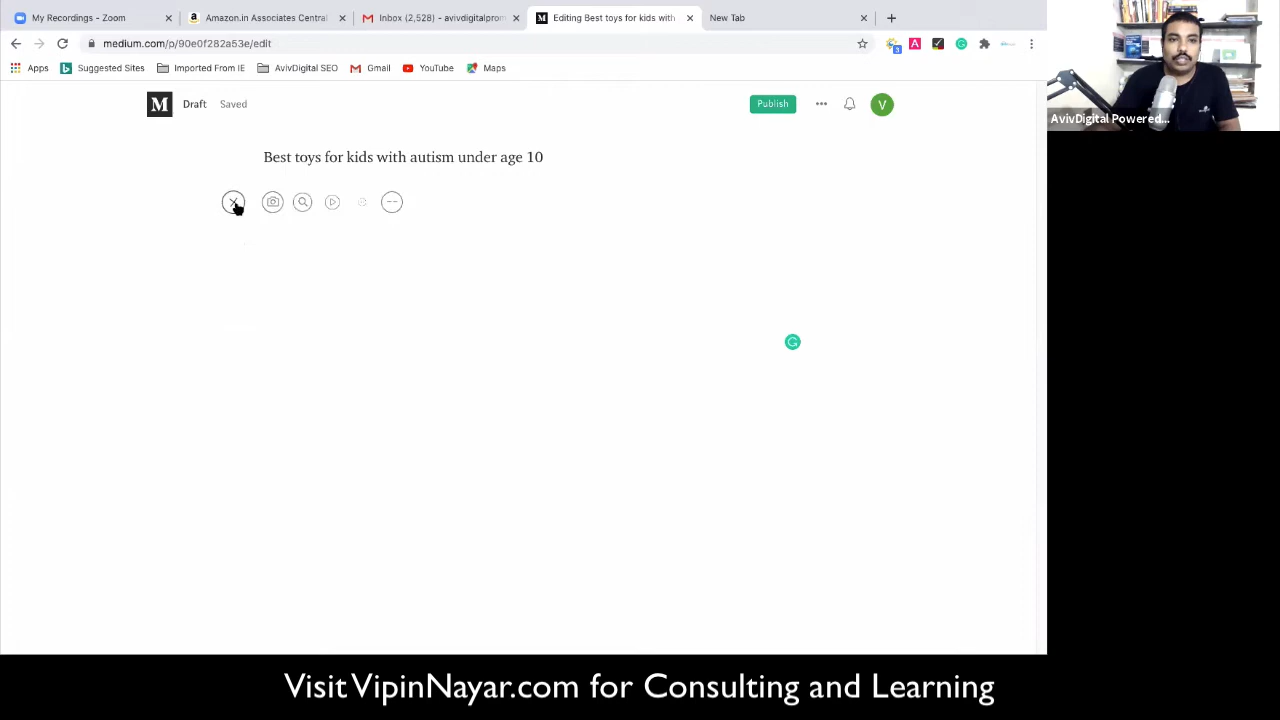 My Recordings - Zoom
Amazon.in Associates Central
Inbox (2,528) - avivdigitalprom
Editing Best toys for kids with
New Tab
medium.com/p/90e0f282a53e/edit
3
A
Apps
Suggested Sites
Imported From IE
AvivDigital SEO
Gmail
Maps
M
Draft
Saved
Publish
V
AvivDigital Powered...
Best toys for kids with autism under age 10
Visit VipinNayar.com for Consulting and Learning